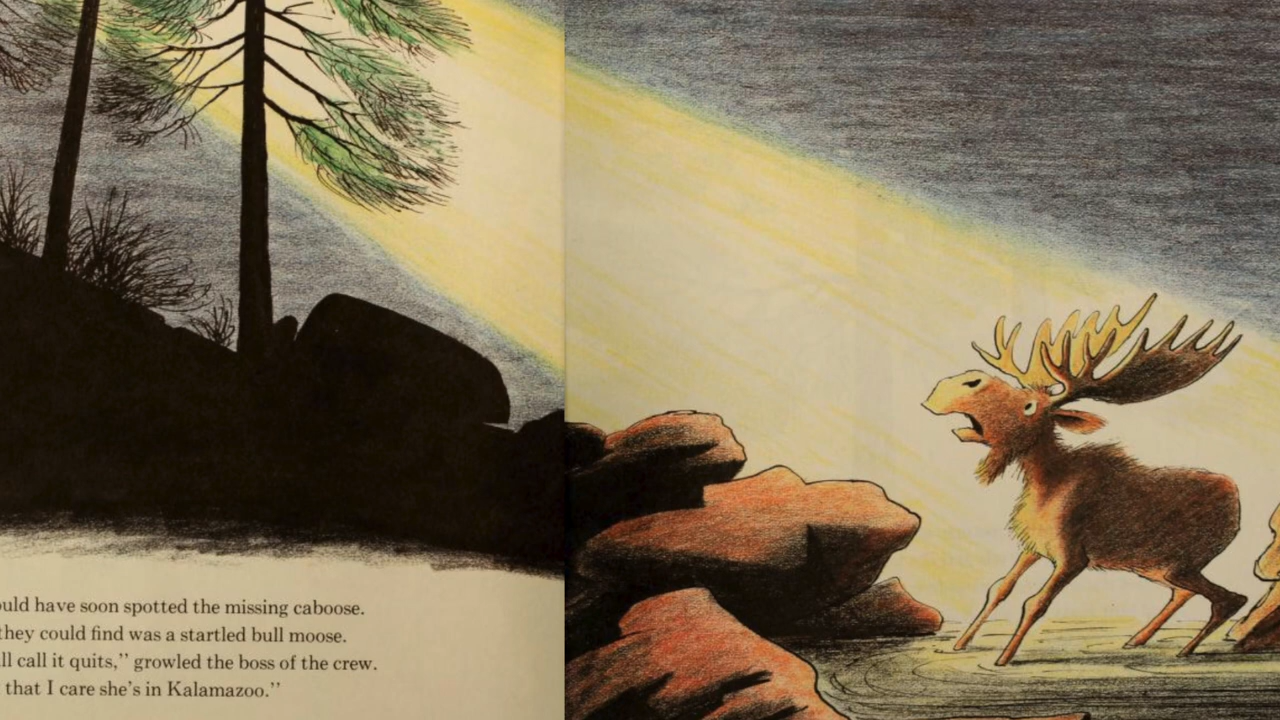 ould have soon spotted the missing caboose.
they could find was a startled bull moose.
ll call it quits,” growled the boss of the crew.
that I care she’s in Kalamazoo.”